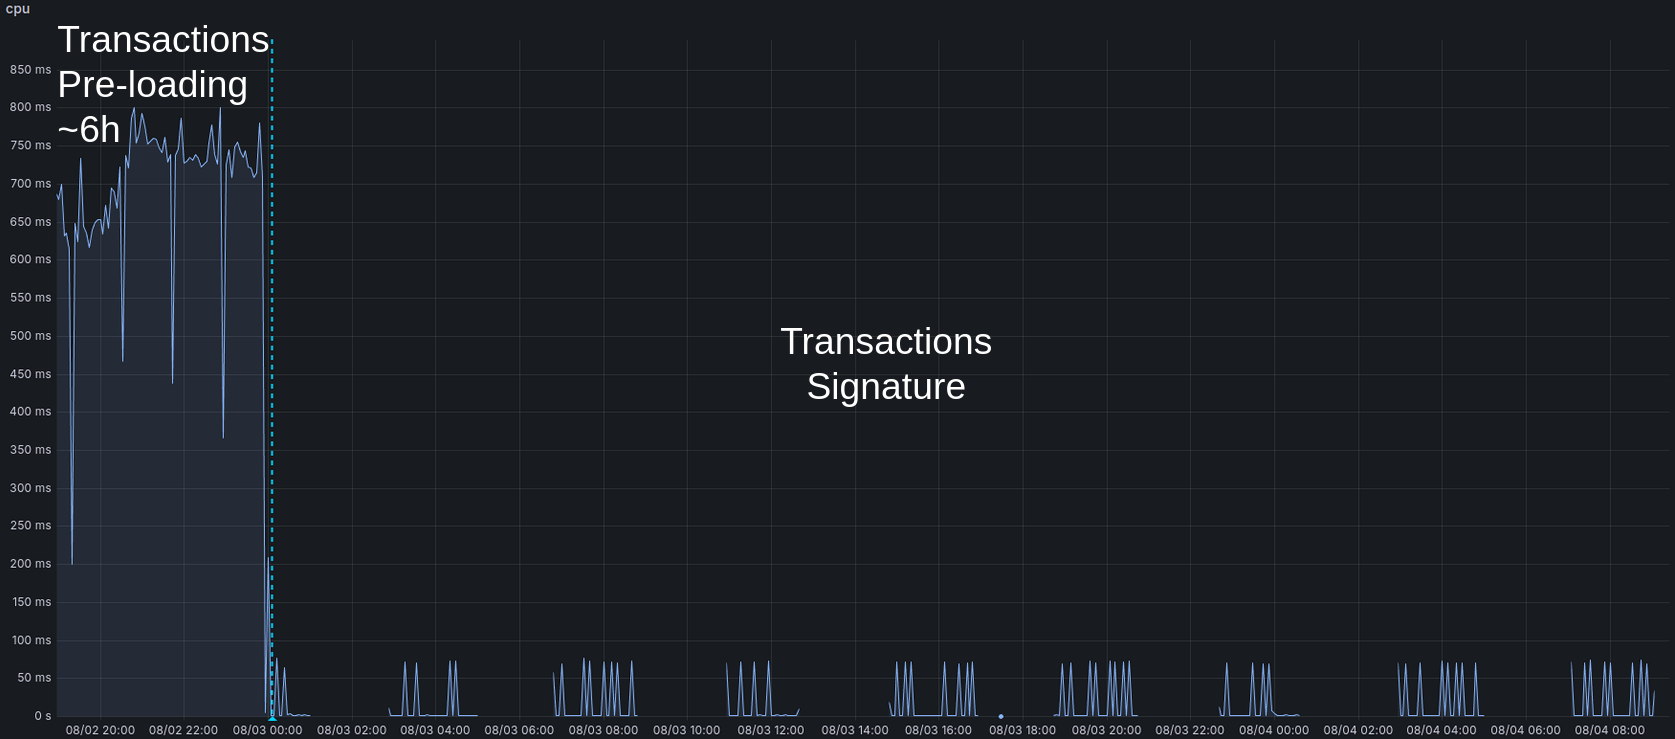 cpu
Transactions
Pre-loading
~6h
850 ms
800 ms
750 ms
700 ms
650 ms
600 ms
550 ms
500 ms
450 ms
400 ms
350 ms
300 ms
250 ms
200 ms
150 ms
100 ms
50 ms
0 s
Transactions
Signature
08/02 20:00 08/02 22:00 08/03 00:00 08/03 02:00 08/03 04:00 08/03 06:00 08/03 08:00 08/03 10:00 08/03 12:00 08/03 14:00 08/03 16:00 08/03 18:00 08/03 20:00 08/03 22:00 08/04 00:00 08/04 02:00 08/04 04:00 08/04 06:00 08/04 08:00